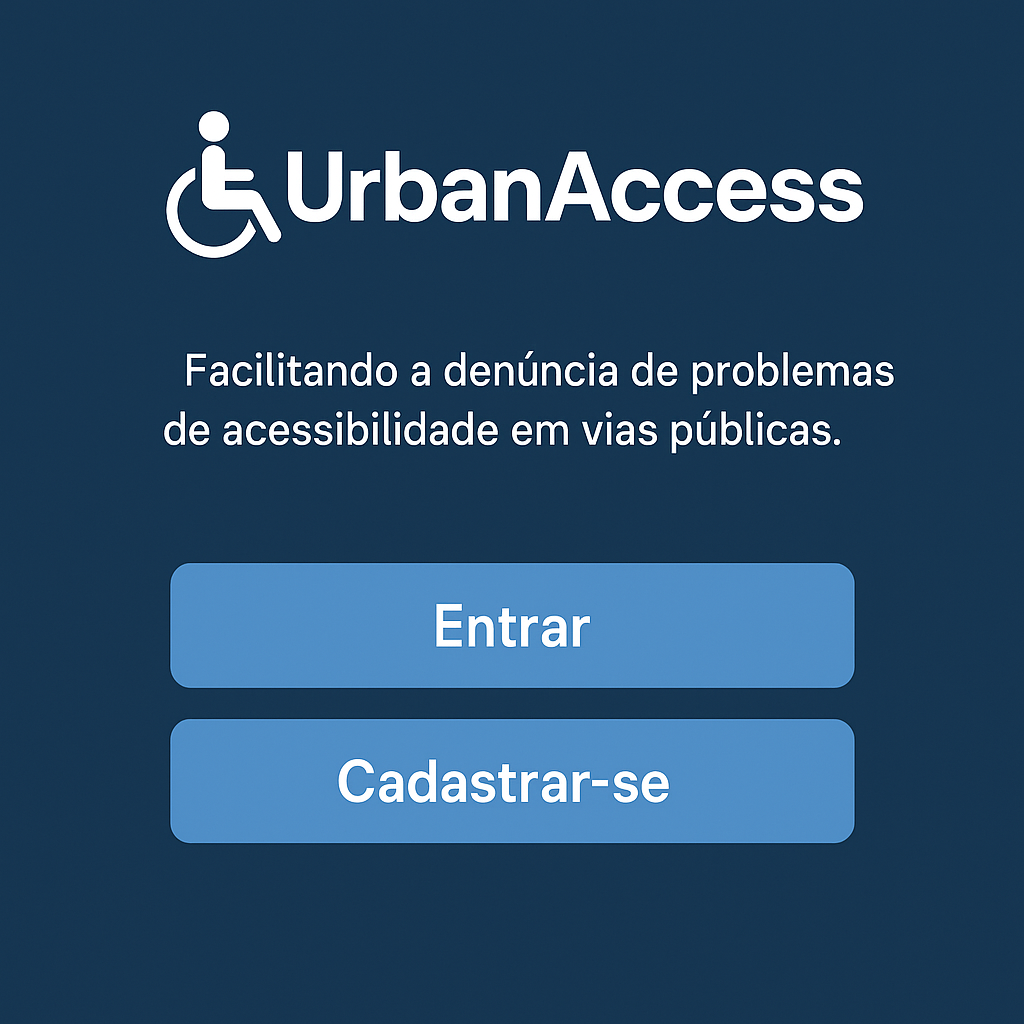 UrbanAccess
Facilitando a denúncia de problemas
de acessibilidade em vias públicas.
Entrar
Cadastrar-se